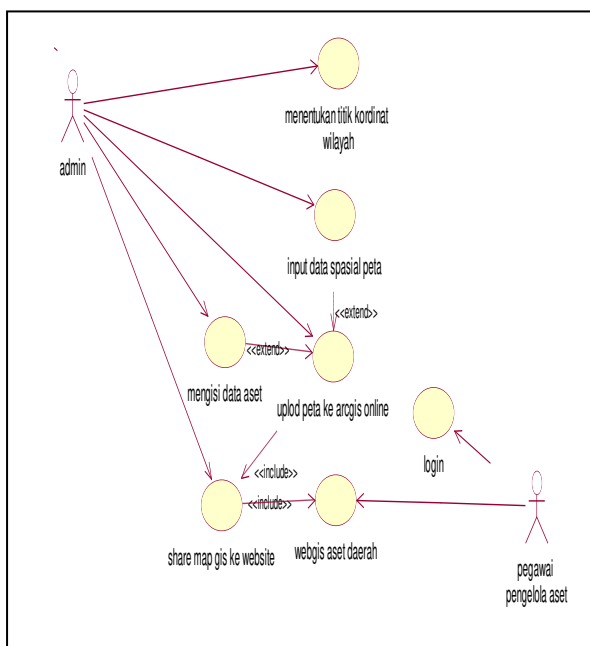 menentukan titik kordinat
wilayah
admin
input data spasial peta
<<extend>>
<<extend>>
mengisi data aset
uplod peta ke arcgis online
login
<<include>>
<<include>>
share map gis ke website
webgis aset daerah
pegawai
pengelola aset